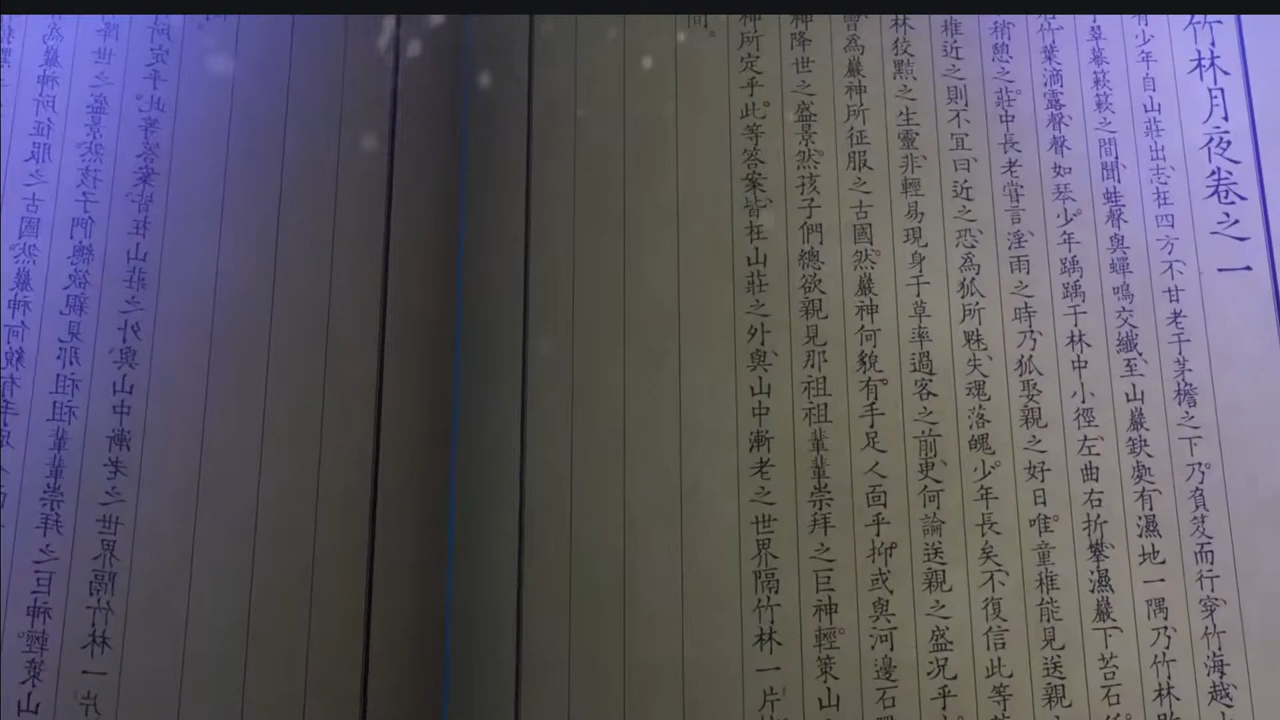 竹林月夜卷之一
有少年自山莊出、志在四方、不甘老于茅檐之下。乃負笈而行、穿竹海、越
翠幕簌簌之間、聞蛙聲與蟬鳴交織、至山巖缺處、有濕地一隅、乃竹林
竹葉滴露聲聲、如琴。少年踽踽于林中小徑、左曲右折、攀濕巖、下苔石
稍憩之。莊中長老嘗言、淫雨之時、乃狐娶親之好日。唯童稚能見送親
稚近之則不宜曰、近之恐為狐所魅、失魂落魄。少年長矣、不復信此等
林狡黠之生靈、非輕易現身于草率過客之前、更何論送親之盛況乎
為巖神所征服之古國。然巖神何貌、有手足人面乎。抑或與河邊石
神降世之盛景。然孩子們總欲親見那祖祖輩輩崇拜之巨神。輕策山
神所定乎。此等答案、皆在山莊之外、與山中漸老之世界隔竹林一片
間。